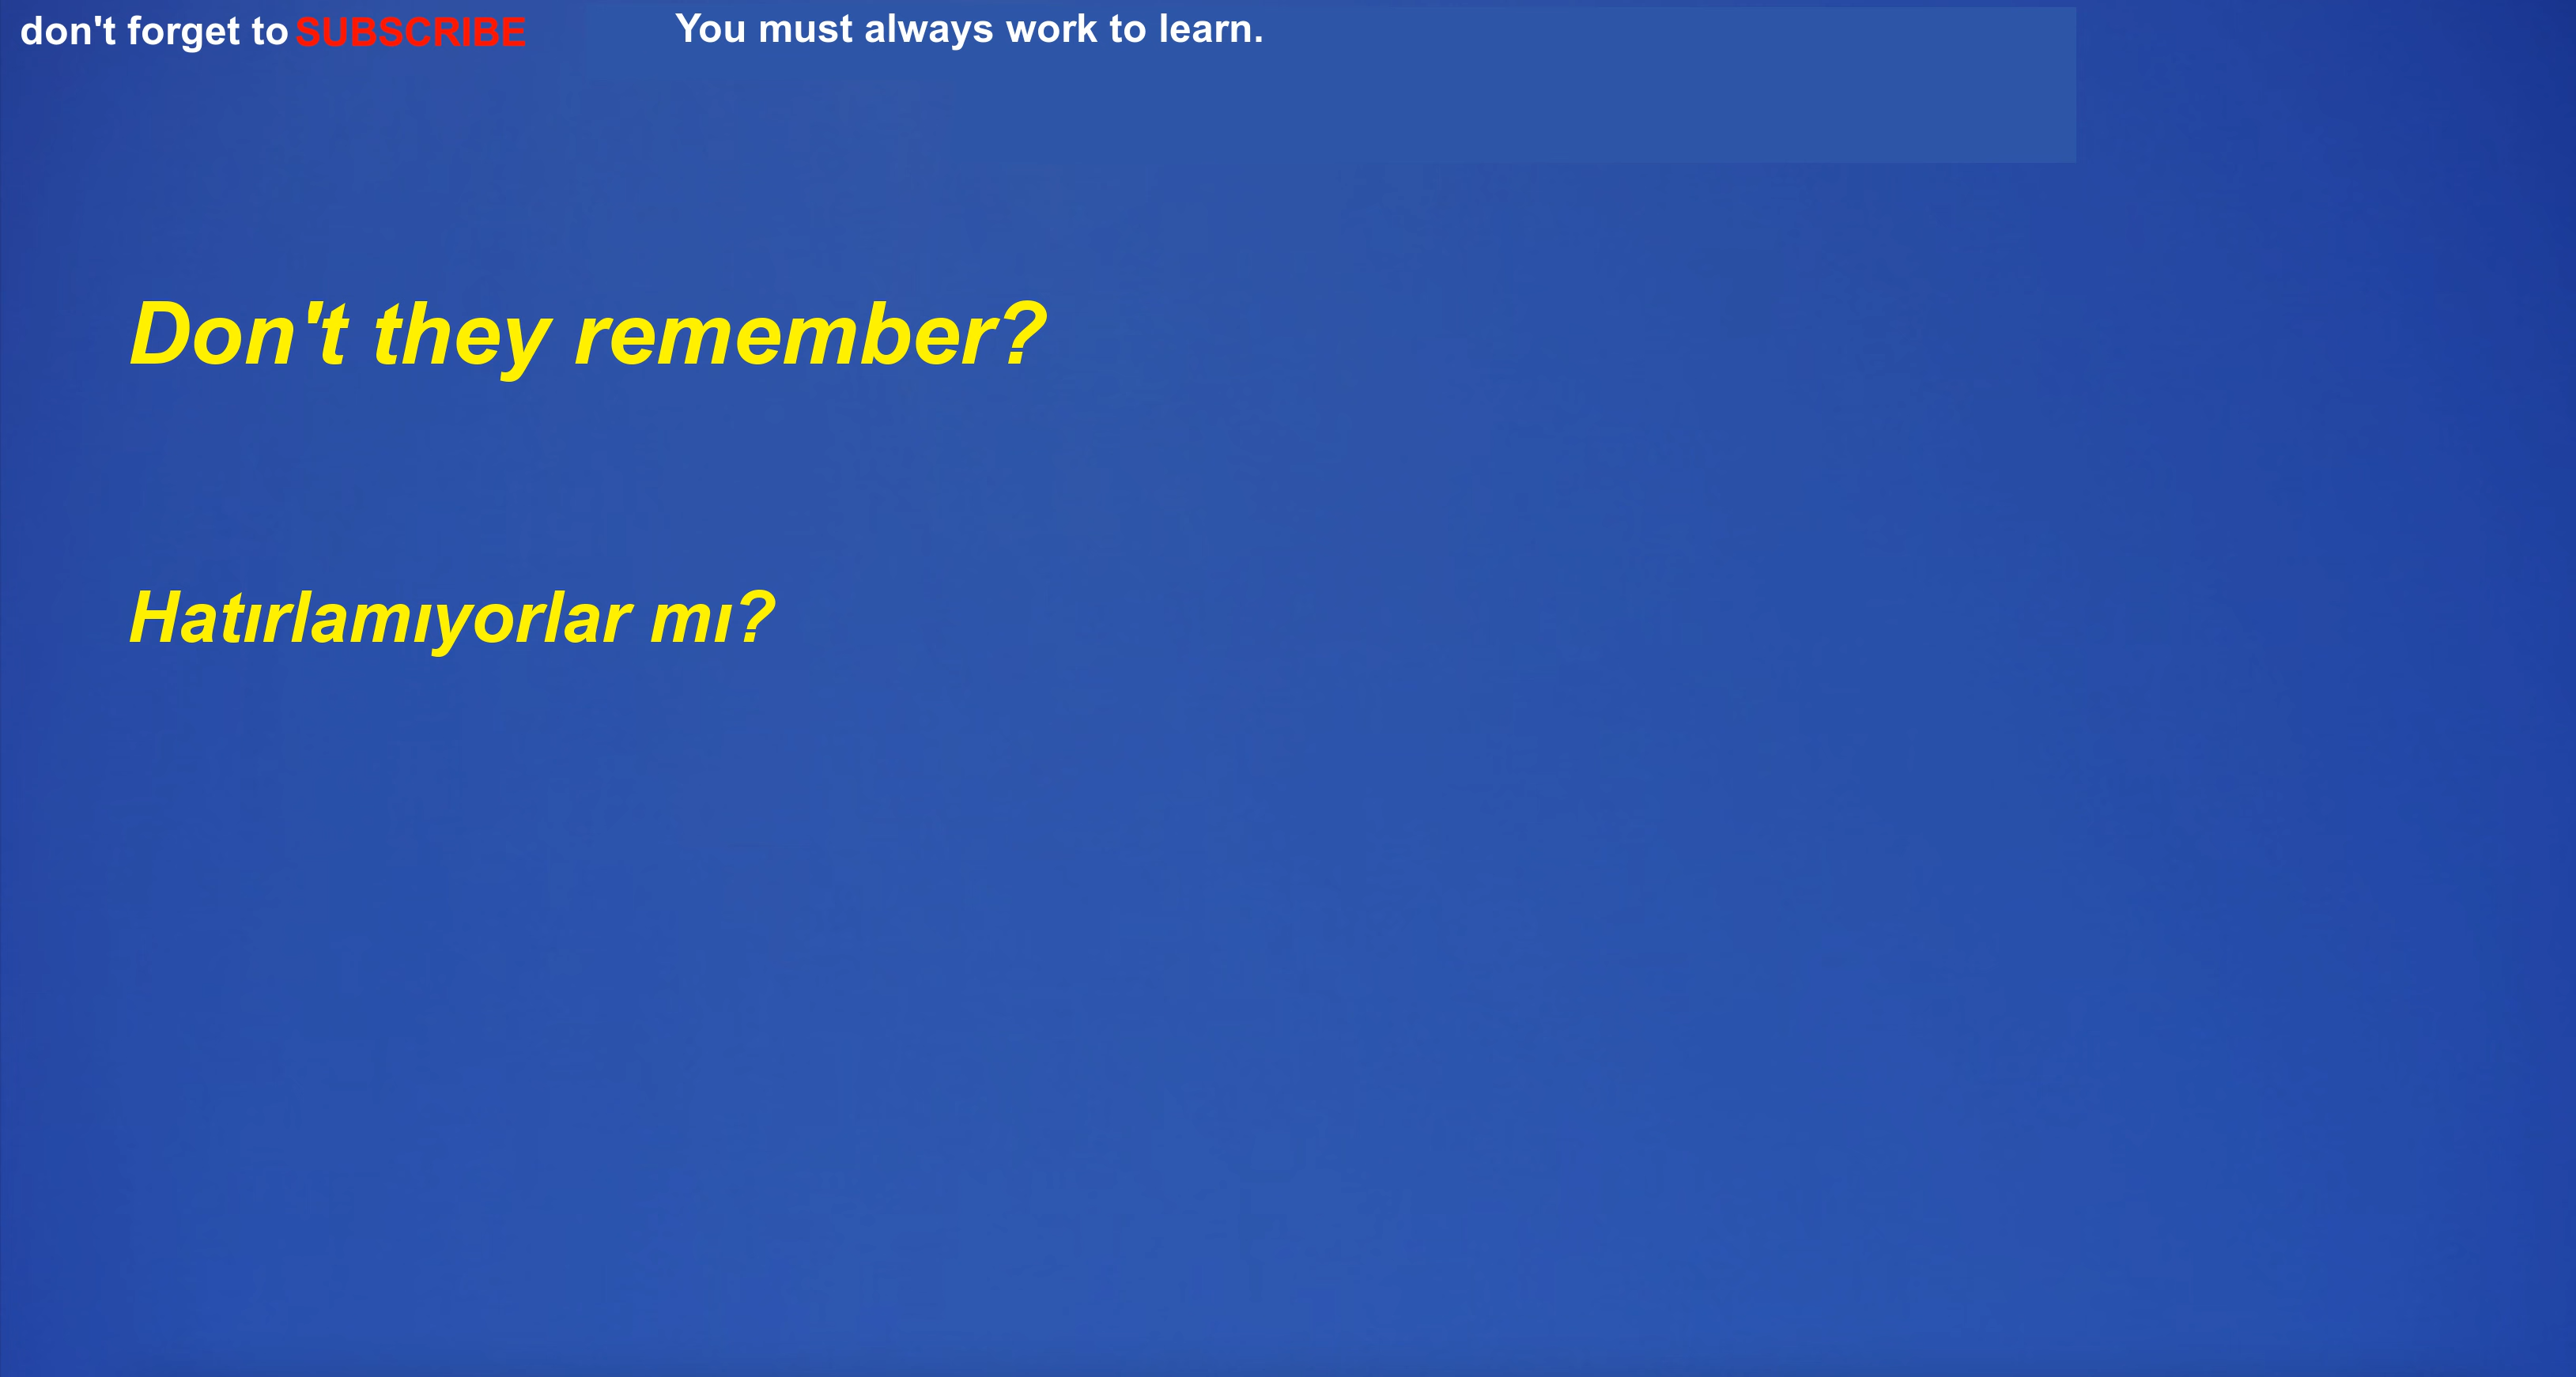 don't forget to SUBSCRIBE
You must always work to learn.
Don't they remember?
Hatırlamıyorlar mı?